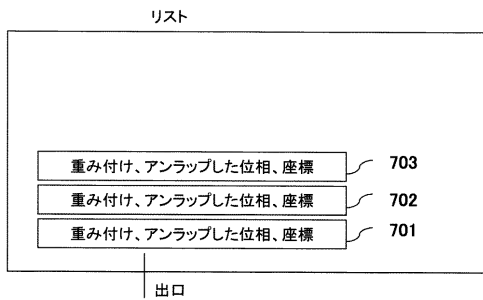 リスト
重み付け、アンラップした位相、座標 703
重み付け、アンラップした位相、座標 702
重み付け、アンラップした位相、座標 701
出口